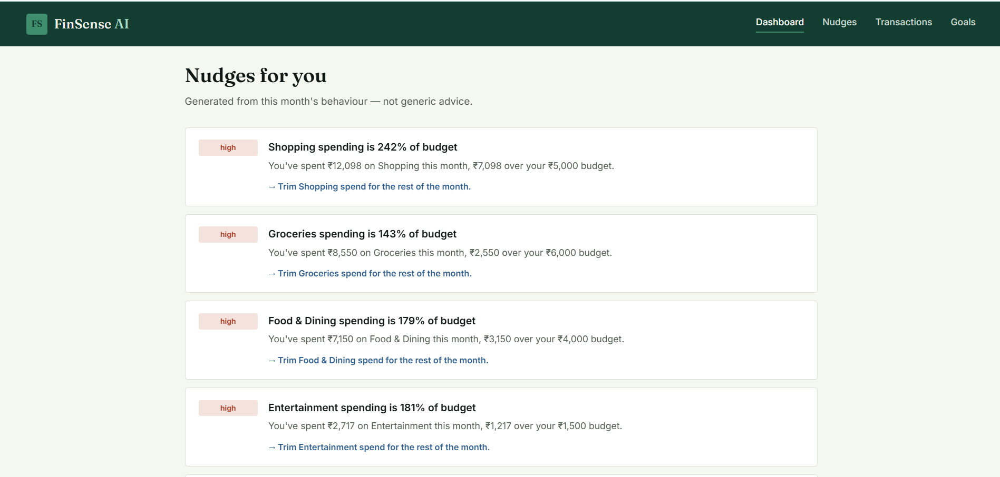 FS FinSense AI
Dashboard Nudges Transactions Goals
Nudges for you
Generated from this month's behaviour — not generic advice.
high Shopping spending is 242% of budget
You've spent ₹12,098 on Shopping this month, ₹7,098 over your ₹5,000 budget.
→ Trim Shopping spend for the rest of the month.
high Groceries spending is 143% of budget
You've spent ₹8,550 on Groceries this month, ₹2,550 over your ₹6,000 budget.
→ Trim Groceries spend for the rest of the month.
high Food & Dining spending is 179% of budget
You've spent ₹7,150 on Food & Dining this month, ₹3,150 over your ₹4,000 budget.
→ Trim Food & Dining spend for the rest of the month.
high Entertainment spending is 181% of budget
You've spent ₹2,717 on Entertainment this month, ₹1,217 over your ₹1,500 budget.
→ Trim Entertainment spend for the rest of the month.